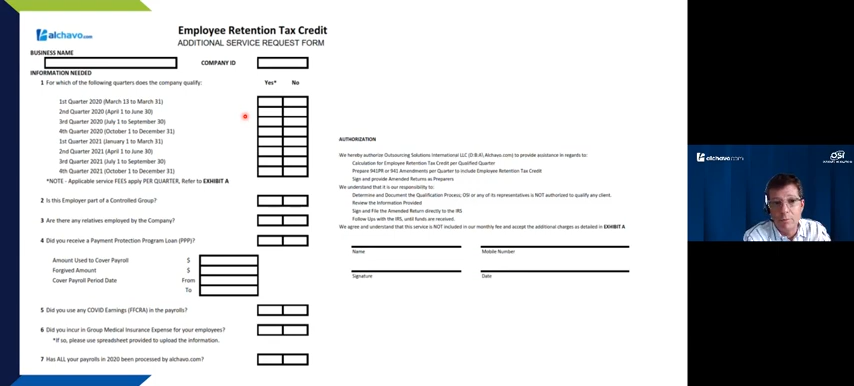 alchavo.com
Employee Retention Tax Credit
ADDITIONAL SERVICE REQUEST FORM
BUSINESS NAME
COMPANY ID
INFORMATION NEEDED
1 For which of the following quarters does the company qualify: Yes* No
1st Quarter 2020 (March 13 to March 31)
2nd Quarter 2020 (April 1 to June 30)
3rd Quarter 2020 (July 1 to September 30)
4th Quarter 2020 (October 1 to December 31)
1st Quarter 2021 (January 1 to March 31)
2nd Quarter 2021 (April 1 to June 30)
3rd Quarter 2021 (July 1 to September 30)
4th Quarter 2021 (October 1 to December 31)
*NOTE - Applicable service FEES apply PER QUARTER, Refer to EXHIBIT A
2 Is this Employer part of a Controlled Group?
3 Are there any relatives employed by the Company?
4 Did you receive a Payment Protection Program Loan (PPP)?
Amount Used to Cover Payroll $
Forgived Amount $
Cover Payroll Period Date From
To
5 Did you use any COVID Earnings (FFCRA) in the payrolls?
6 Did you incur in Group Medical Insurance Expense for your employees?
*If so, please use spreadsheet provided to upload the information.
7 Has ALL your payrolls in 2020 been processed by alchavo.com?
AUTHORIZATION
We hereby authorize Outsourcing Solutions International LLC (D.B.A) Alchavo.com) to provide assistance in regards to:
Calculation for Employee Retention Tax Credit per Qualified Quarter
Prepare 941PR or 941 Amendments per Quarter to include Employee Retention Tax Credit
Sign and provide Amended Returns as Preparers
We understand that it is our responsibility to:
Determine and Document the Qualification Process; OSI or any of its representatives is NOT authorized to qualify any client.
Review the Information Provided
Sign and File the Amended Return directly to the IRS
Follow Ups with the IRS, until funds are received.
We agree and understand that this service is NOT included in our monthly fee and accept the additional charges as detailed in EXHIBIT A
Name Mobile Number
Signature Date
alchavo.com
OSI